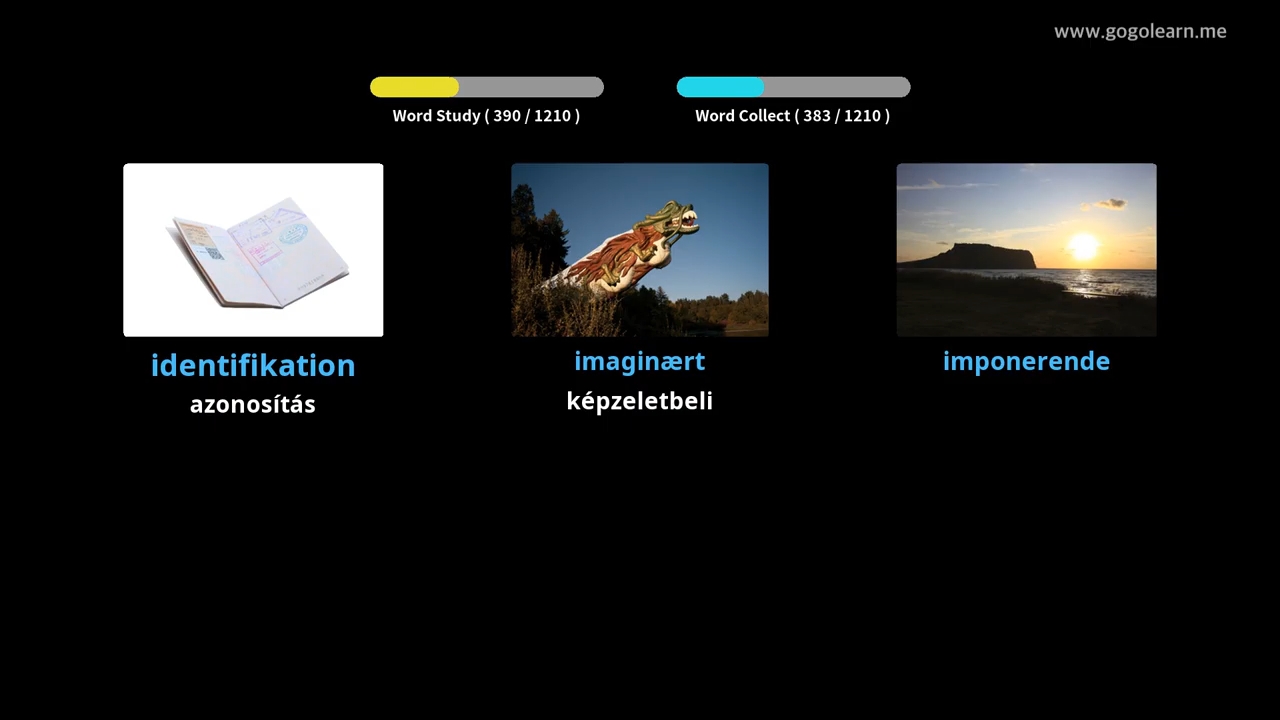 www.gogolearn.me
Word Study ( 390 / 1210 )
Word Collect ( 383 / 1210 )
identifikation
azonosítás
imaginært
képzeletbeli
imponerende